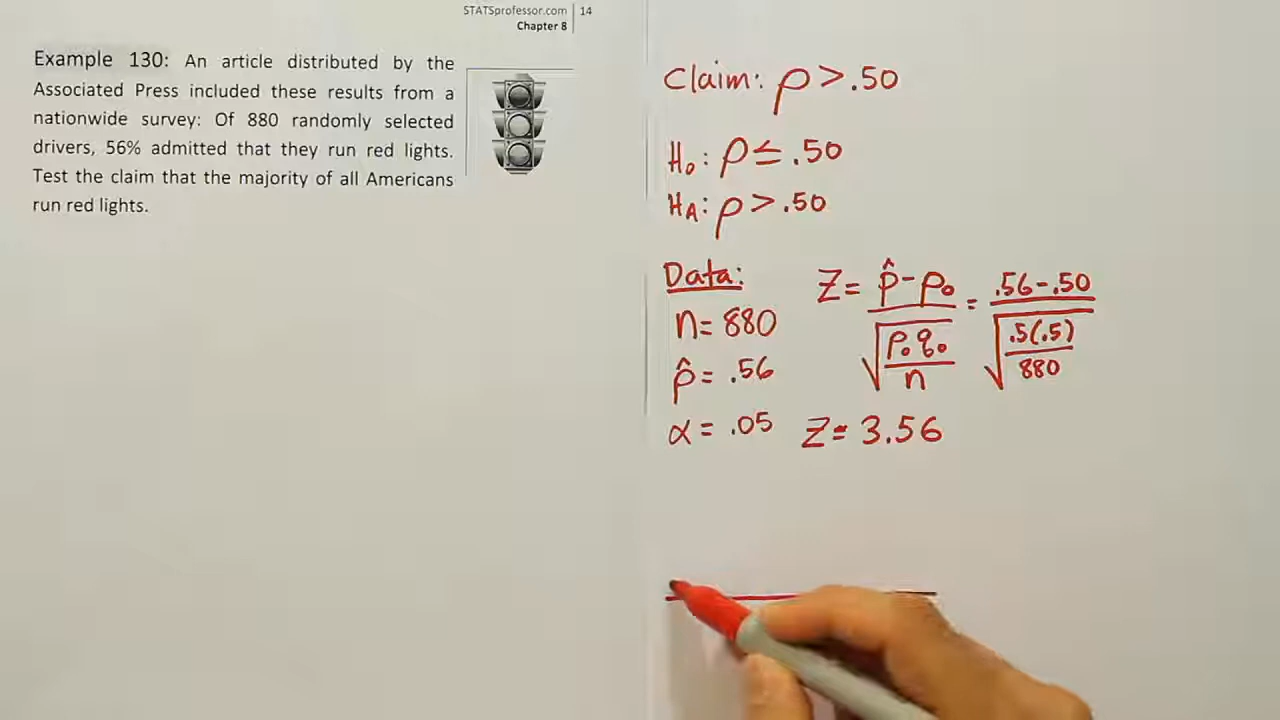 STATSprofessor.com 14
Chapter 8
Example 130: An article distributed by the
Associated Press included these results from a
nationwide survey: Of 880 randomly selected
drivers, 56% admitted that they run red lights.
Test the claim that the majority of all Americans
run red lights.
Claim: ρ > .50
H₀: ρ ≤ .50
H_A: ρ > .50
Data:
n = 880
p̂ = .56
α = .05
Z = (p̂ - p₀) / √(p₀q₀/n) = (.56 - .50) / √(.5(.5)/880)
Z = 3.56